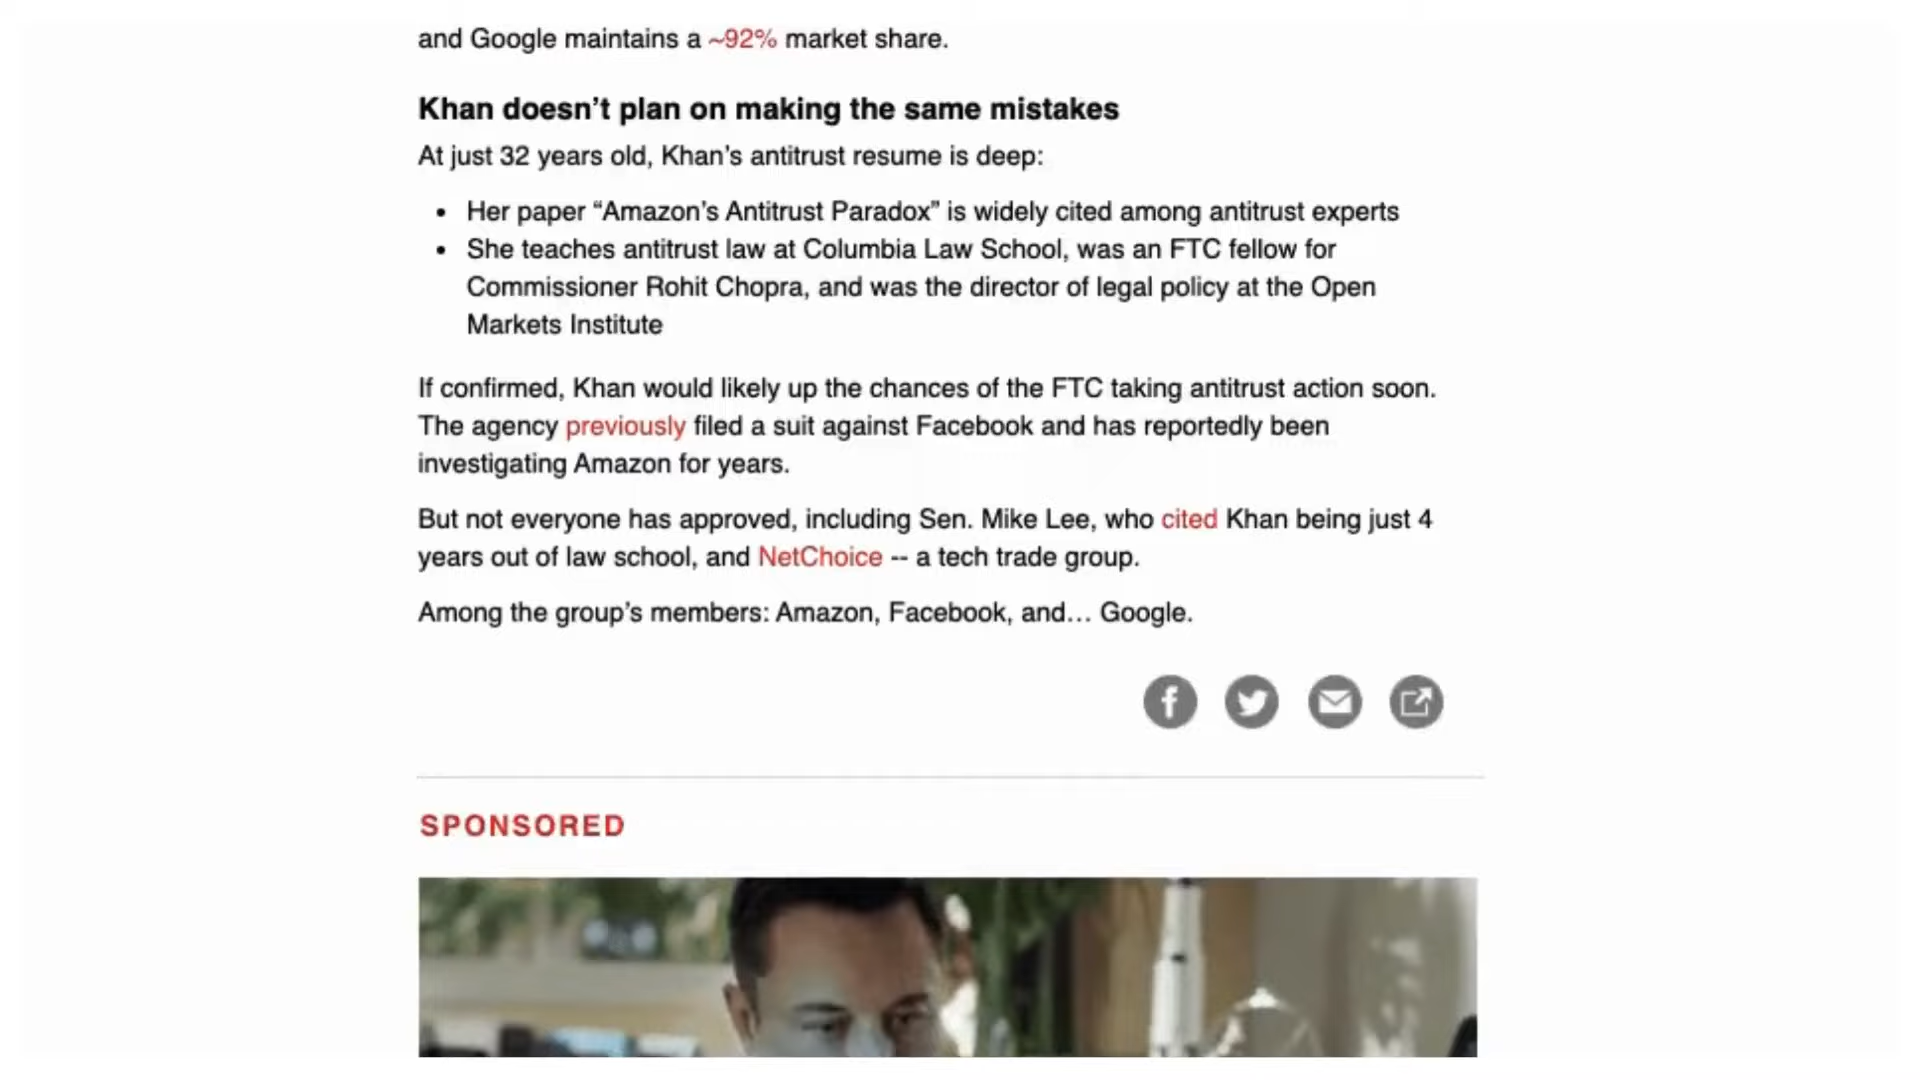 and Google maintains a ~92% market share.
Khan doesn’t plan on making the same mistakes
At just 32 years old, Khan’s antitrust resume is deep:
• Her paper “Amazon’s Antitrust Paradox” is widely cited among antitrust experts
• She teaches antitrust law at Columbia Law School, was an FTC fellow for
Commissioner Rohit Chopra, and was the director of legal policy at the Open
Markets Institute
If confirmed, Khan would likely up the chances of the FTC taking antitrust action soon.
The agency previously filed a suit against Facebook and has reportedly been
investigating Amazon for years.
But not everyone has approved, including Sen. Mike Lee, who cited Khan being just 4
years out of law school, and NetChoice -- a tech trade group.
Among the group’s members: Amazon, Facebook, and… Google.
SPONSORED